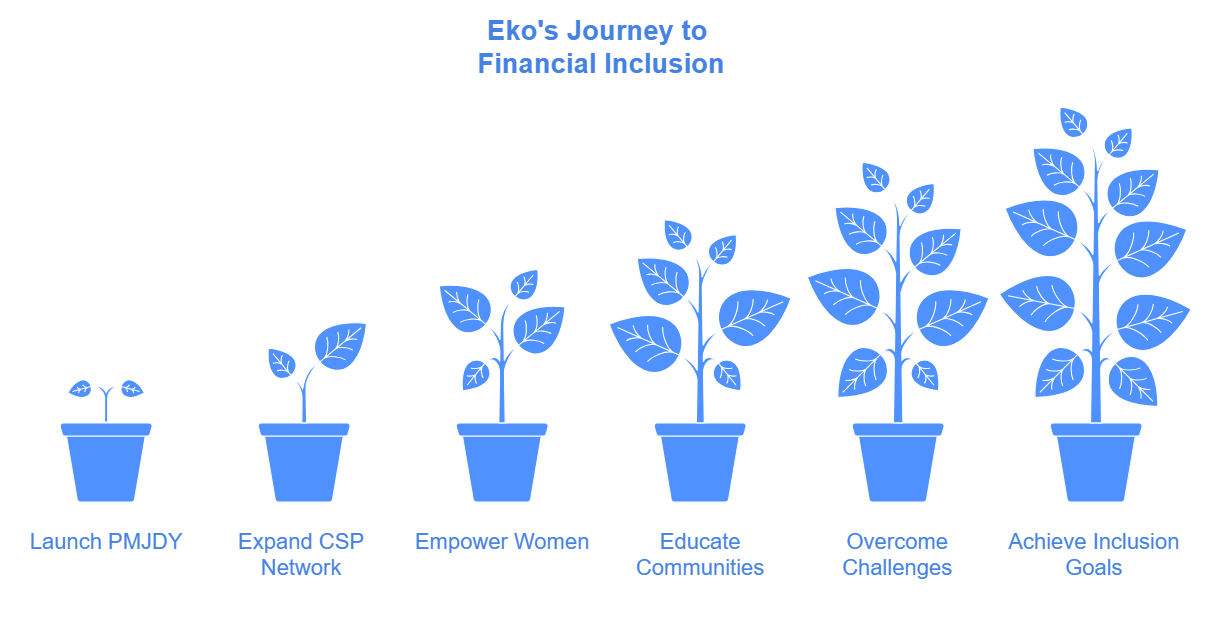 Eko's Journey to
Financial Inclusion
Launch PMJDY
Expand CSP
Network
Empower Women
Educate
Communities
Overcome
Challenges
Achieve Inclusion
Goals